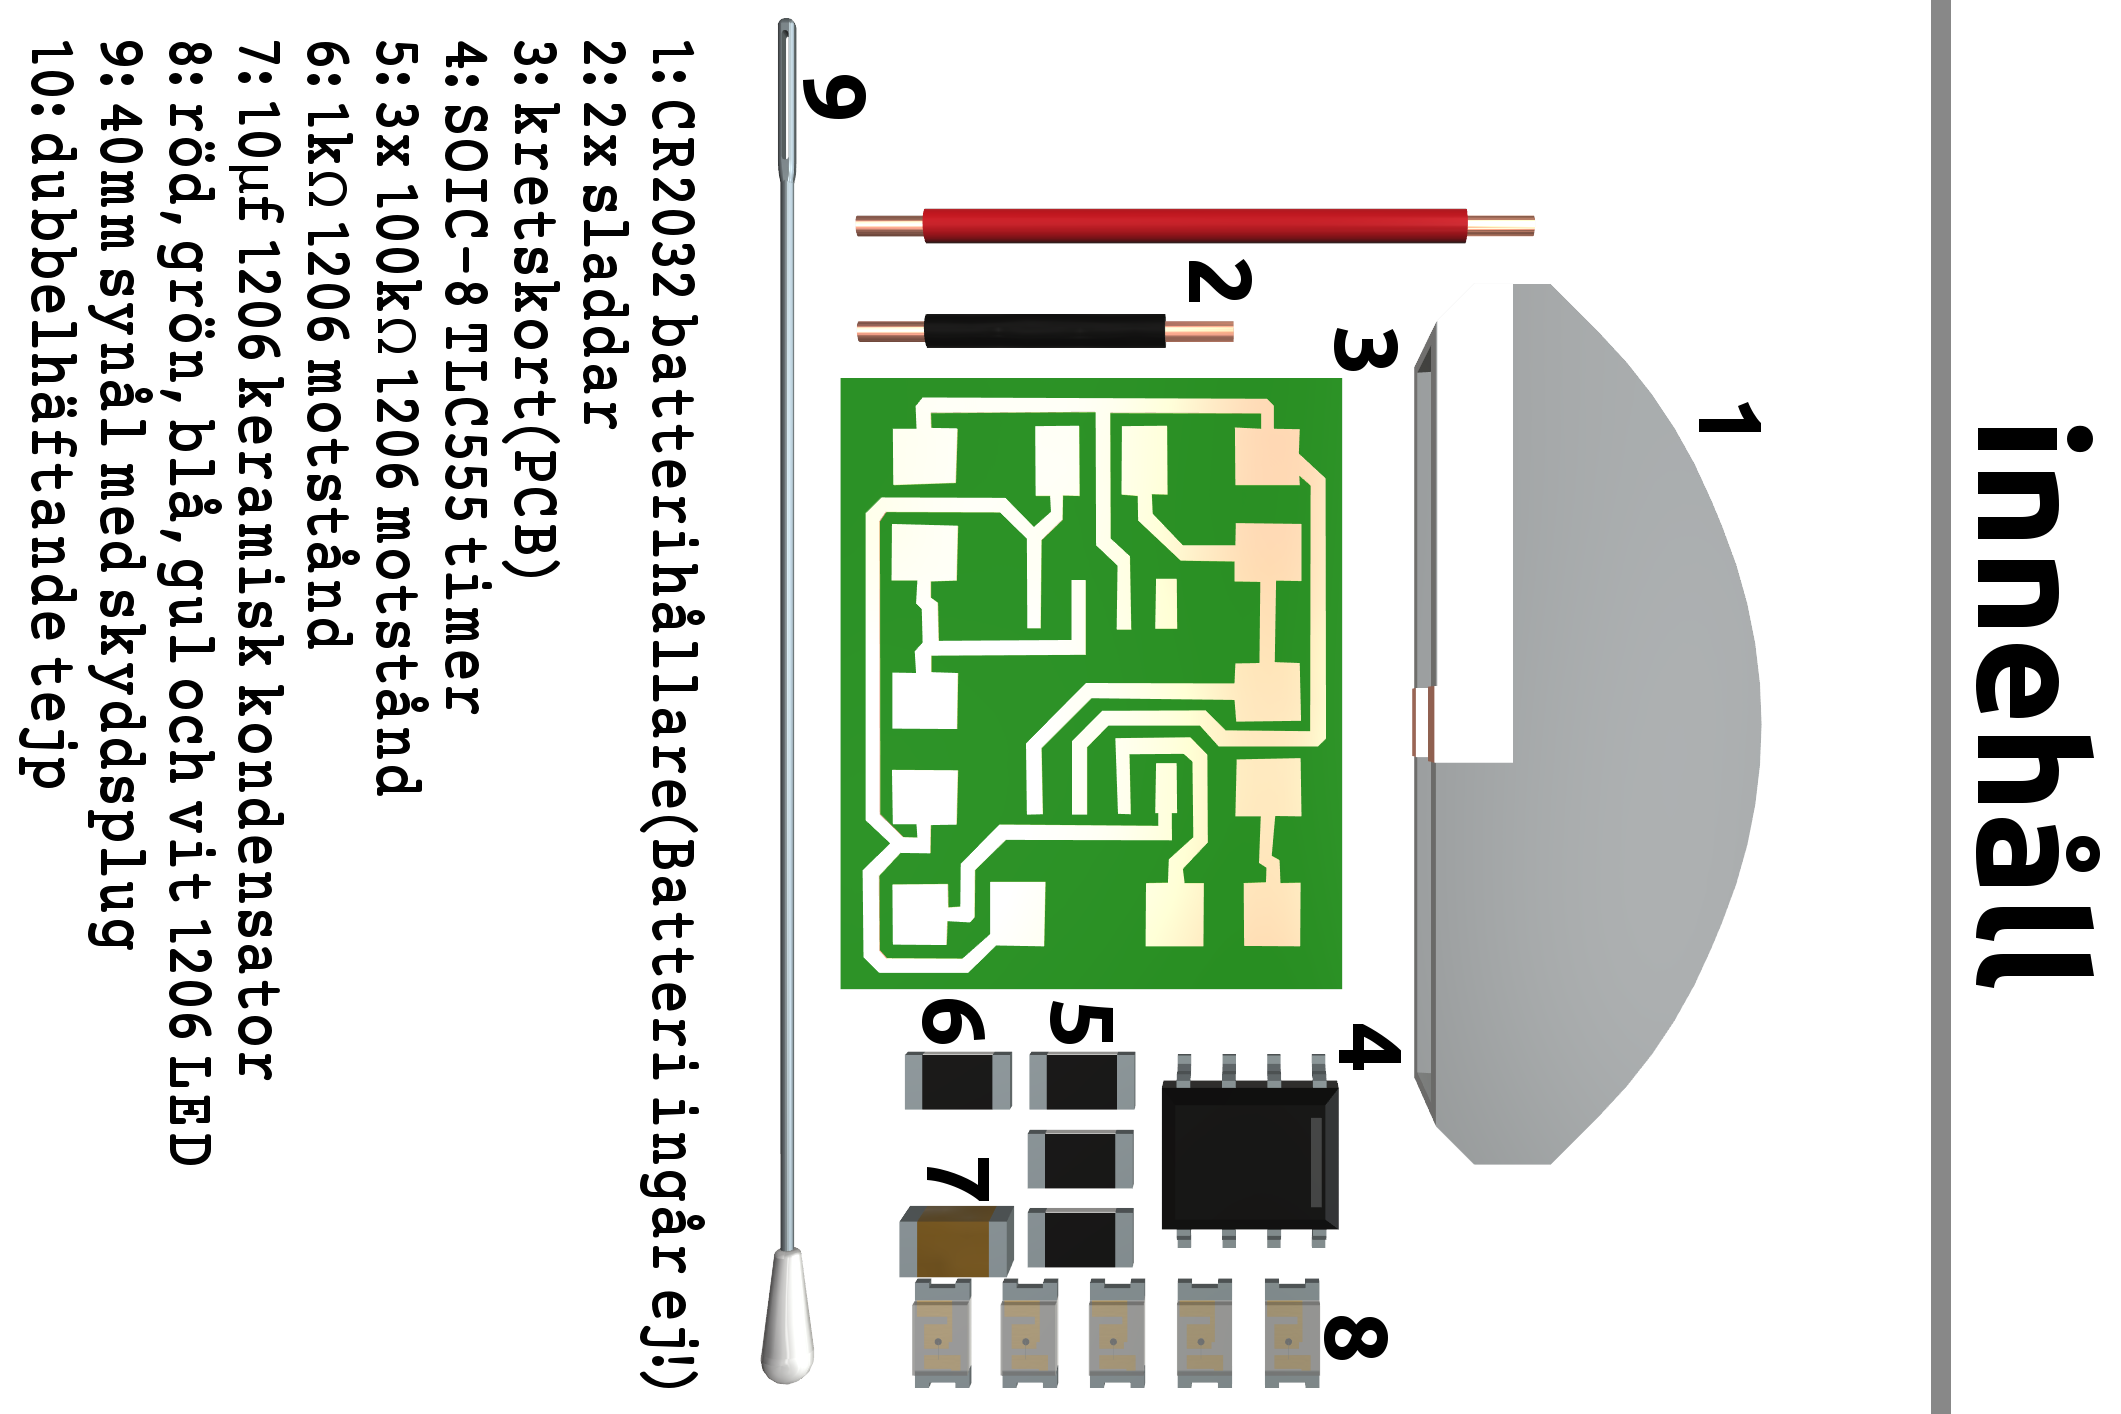 innehåll
1
2
3
4
5
6
7
8
9
1: CR2032 batterihållare (Batteri ingår ej!)
2: 2x sladdar
3: kretskort (PCB)
4: SOIC-8 TLC555 timer
5: 3x 100kΩ 1206 motstånd
6: 1kΩ 1206 motstånd
7: 10µf 1206 keramisk kondensator
8: röd, grön, blå, gul och vit 1206 LED
9: 40mm synål med skyddsplug
10: dubbelhäftande tejp